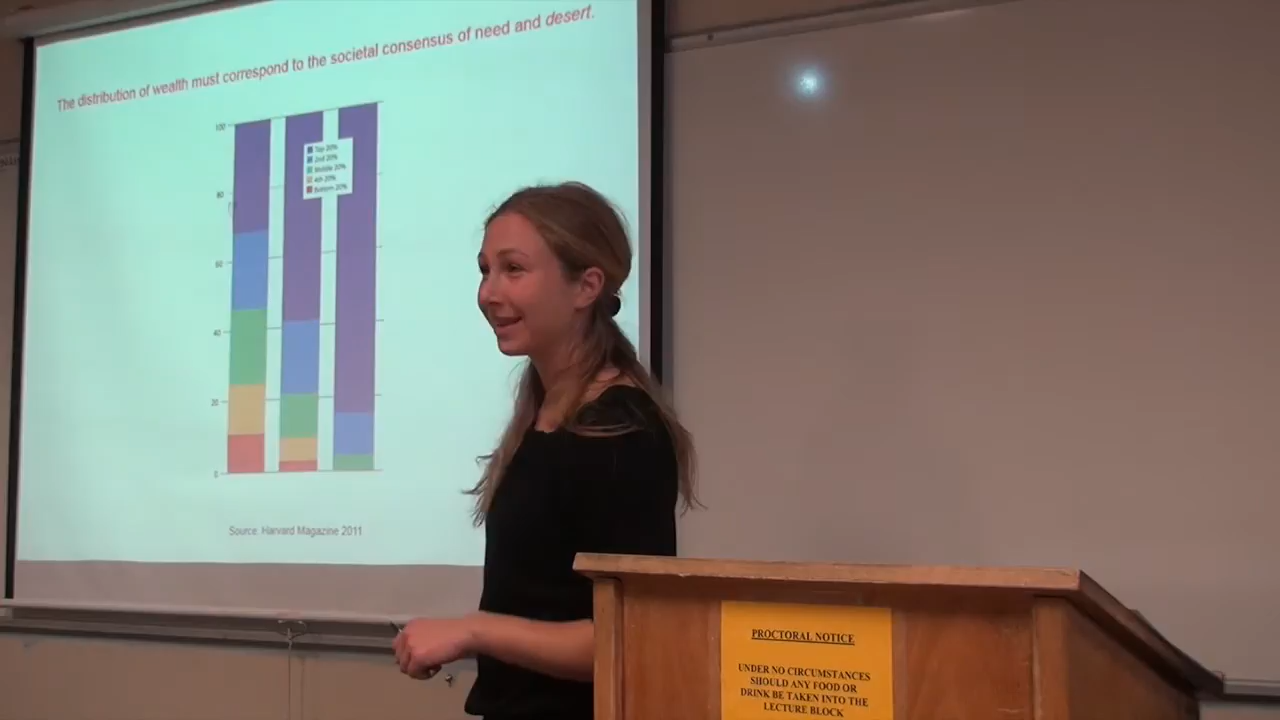 The distribution of wealth must correspond to the societal consensus of need and desert.
100
Top 20%
2nd 20%
Middle 20%
4th 20%
Bottom 20%
80
60
40
20
0
Source: Harvard Magazine 2011
PROCTORAL NOTICE
UNDER NO CIRCUMSTANCES
SHOULD ANY FOOD OR
DRINK BE TAKEN INTO THE
LECTURE BLOCK